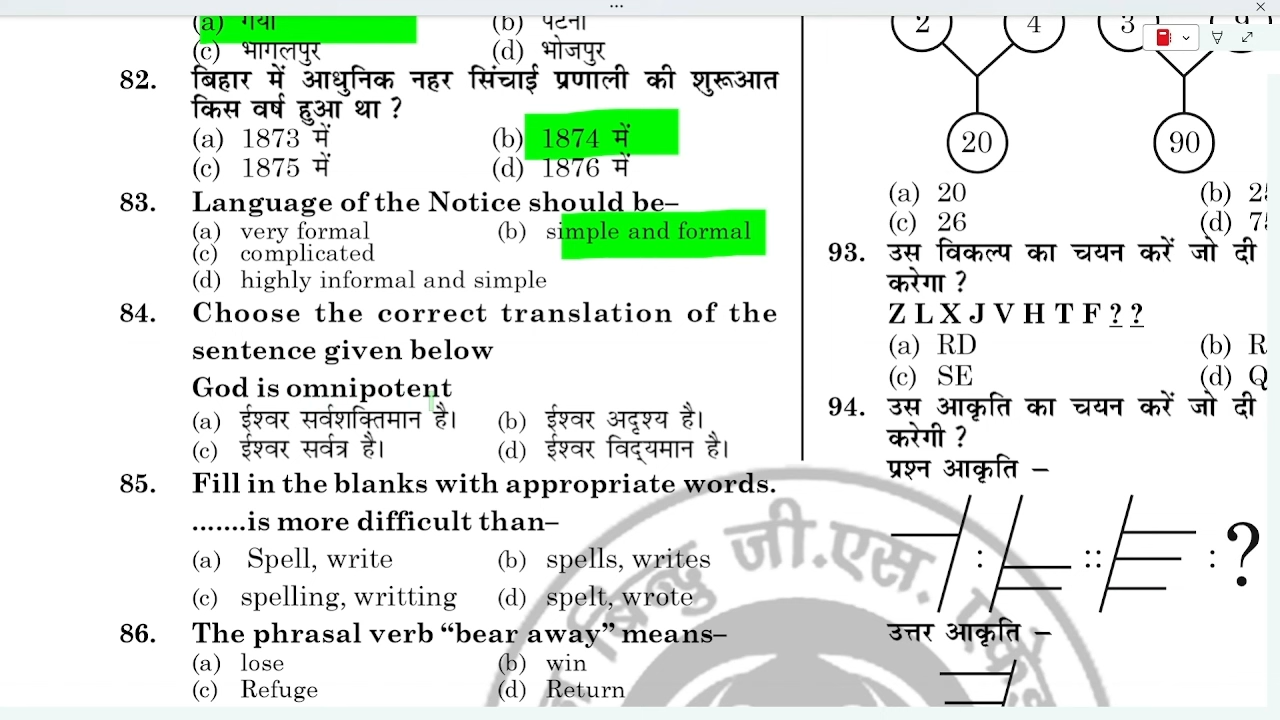 (a) गया (b) पटना
(c) भागलपुर (d) भोजपुर
82. बिहार में आधुनिक नहर सिंचाई प्रणाली की शुरूआत
किस वर्ष हुआ था ?
(a) 1873 में (b) 1874 में
(c) 1875 में (d) 1876 में
83. Language of the Notice should be–
(a) very formal (b) simple and formal
(c) complicated
(d) highly informal and simple
84. Choose the correct translation of the
sentence given below
God is omnipotent
(a) ईश्वर सर्वशक्तिमान है। (b) ईश्वर अदृश्य है।
(c) ईश्वर सर्वत्र है। (d) ईश्वर विद्यमान है।
85. Fill in the blanks with appropriate words.
.......is more difficult than–
(a) Spell, write (b) spells, writes
(c) spelling, writting (d) spelt, wrote
86. The phrasal verb “bear away” means–
(a) lose (b) win
(c) Refuge (d) Return
2 4 3 9
20 90
(a) 20 (b)
(c) 26 (d)
93. उस विकल्प का चयन करें जो दी
करेगा ?
Z L X J V H T F ? ?
(a) RD (b) R
(c) SE (d) Q
94. उस आकृति का चयन करें जो दी
करेगी ?
प्रश्न आकृति –
: :: : ?
उत्तर आकृति –
बिन्दु जी.एस.